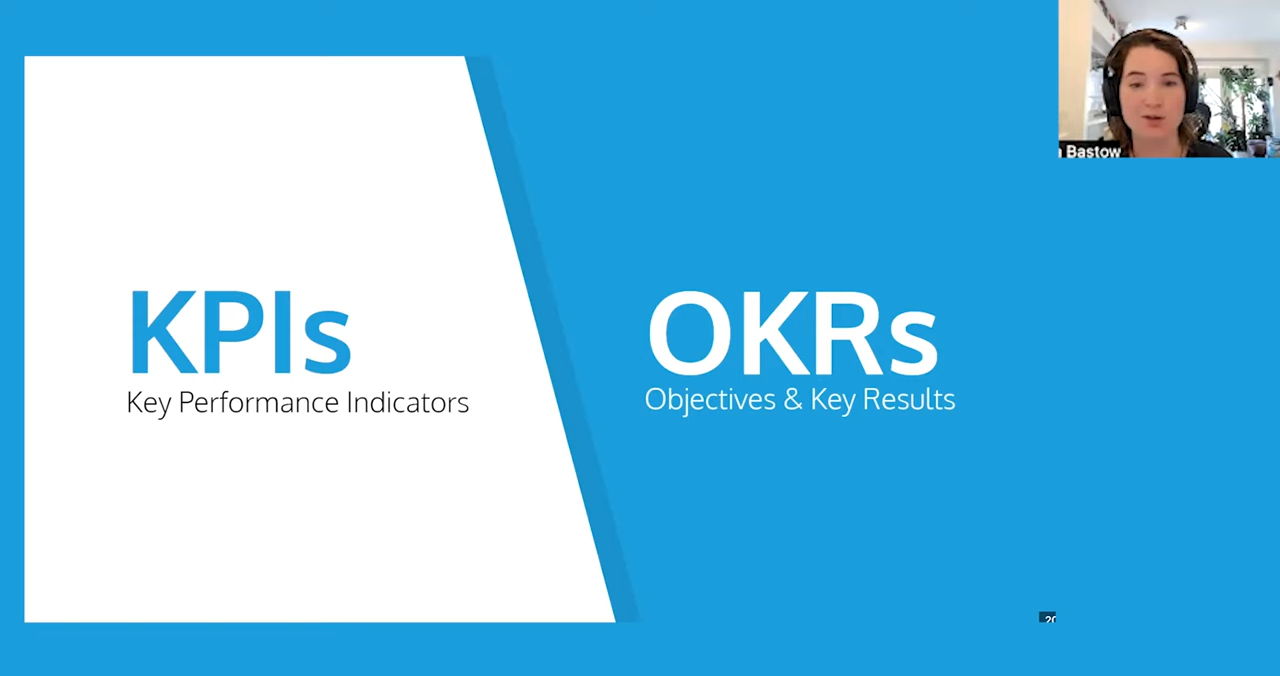 KPIs
Key Performance Indicators
OKRs
Objectives & Key Results
Bastow